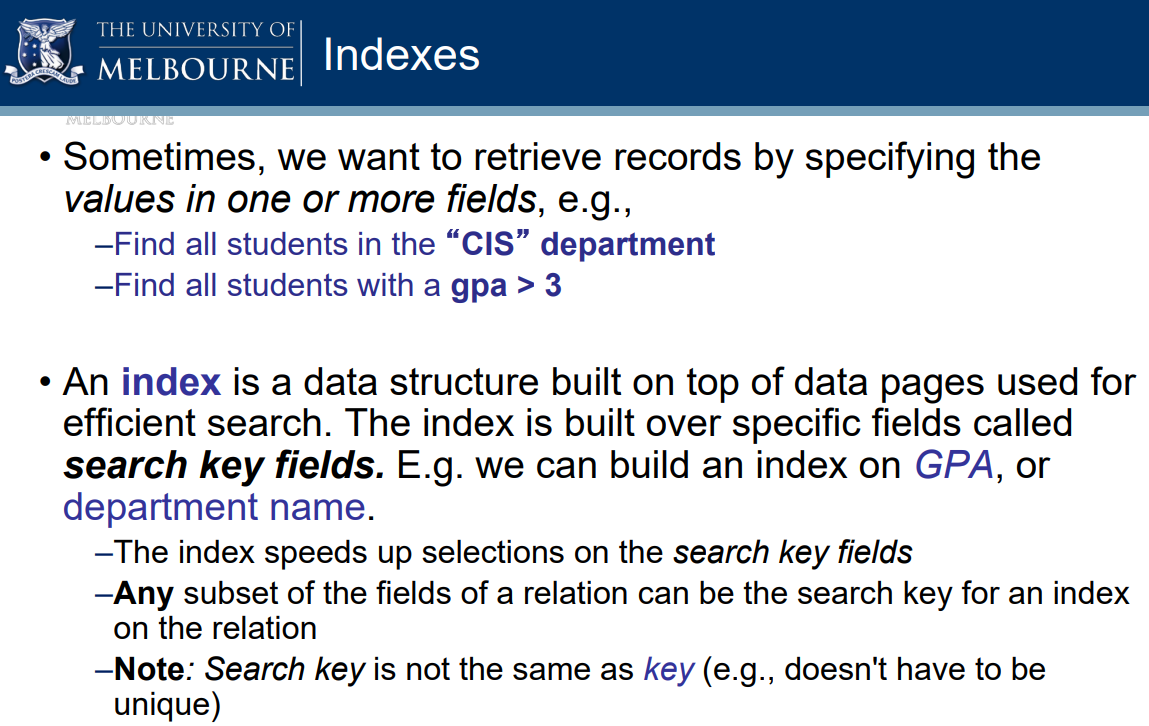 THE UNIVERSITY OF
MELBOURNE
Indexes
MELBOURNE
• Sometimes, we want to retrieve records by specifying the
values in one or more fields, e.g.,
–Find all students in the “CIS” department
–Find all students with a gpa > 3
• An index is a data structure built on top of data pages used for
efficient search. The index is built over specific fields called
search key fields. E.g. we can build an index on GPA, or
department name.
–The index speeds up selections on the search key fields
–Any subset of the fields of a relation can be the search key for an index
on the relation
–Note: Search key is not the same as key (e.g., doesn't have to be
unique)